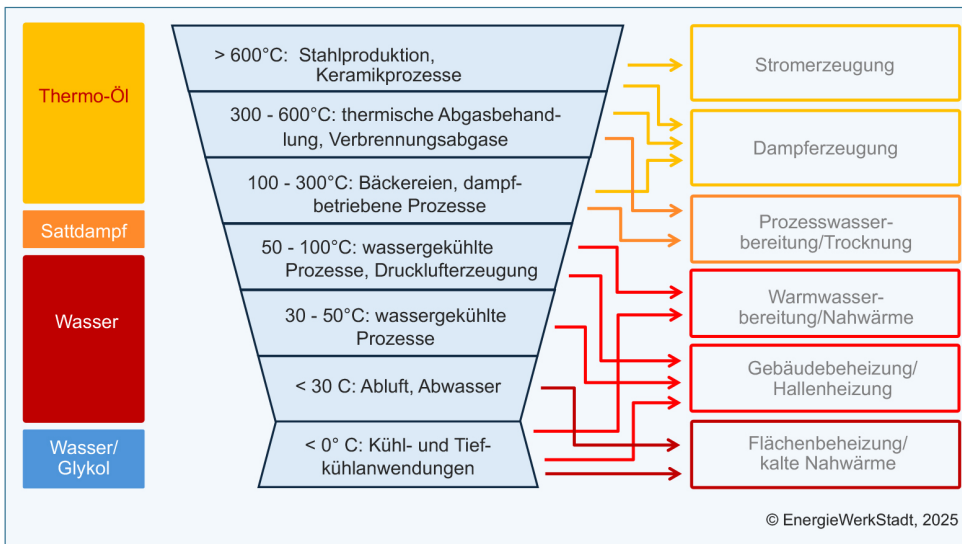 Thermo-Öl
Sattdampf
Wasser
Wasser/
Glykol
> 600°C: Stahlproduktion,
Keramikprozesse
300 - 600°C: thermische Abgasbehand-
lung, Verbrennungsabgase
100 - 300°C: Bäckereien, dampf-
betriebene Prozesse
50 - 100°C: wassergekühlte
Prozesse, Drucklufterzeugung
30 - 50°C: wassergekühlte
Prozesse
< 30 C: Abluft, Abwasser
< 0° C: Kühl- und Tief-
kühlanwendungen
Stromerzeugung
Dampferzeugung
Prozesswasser-
bereitung/Trocknung
Warmwasser-
bereitung/Nahwärme
Gebäudebeheizung/
Hallenheizung
Flächenbeheizung/
kalte Nahwärme
© EnergieWerkStadt, 2025